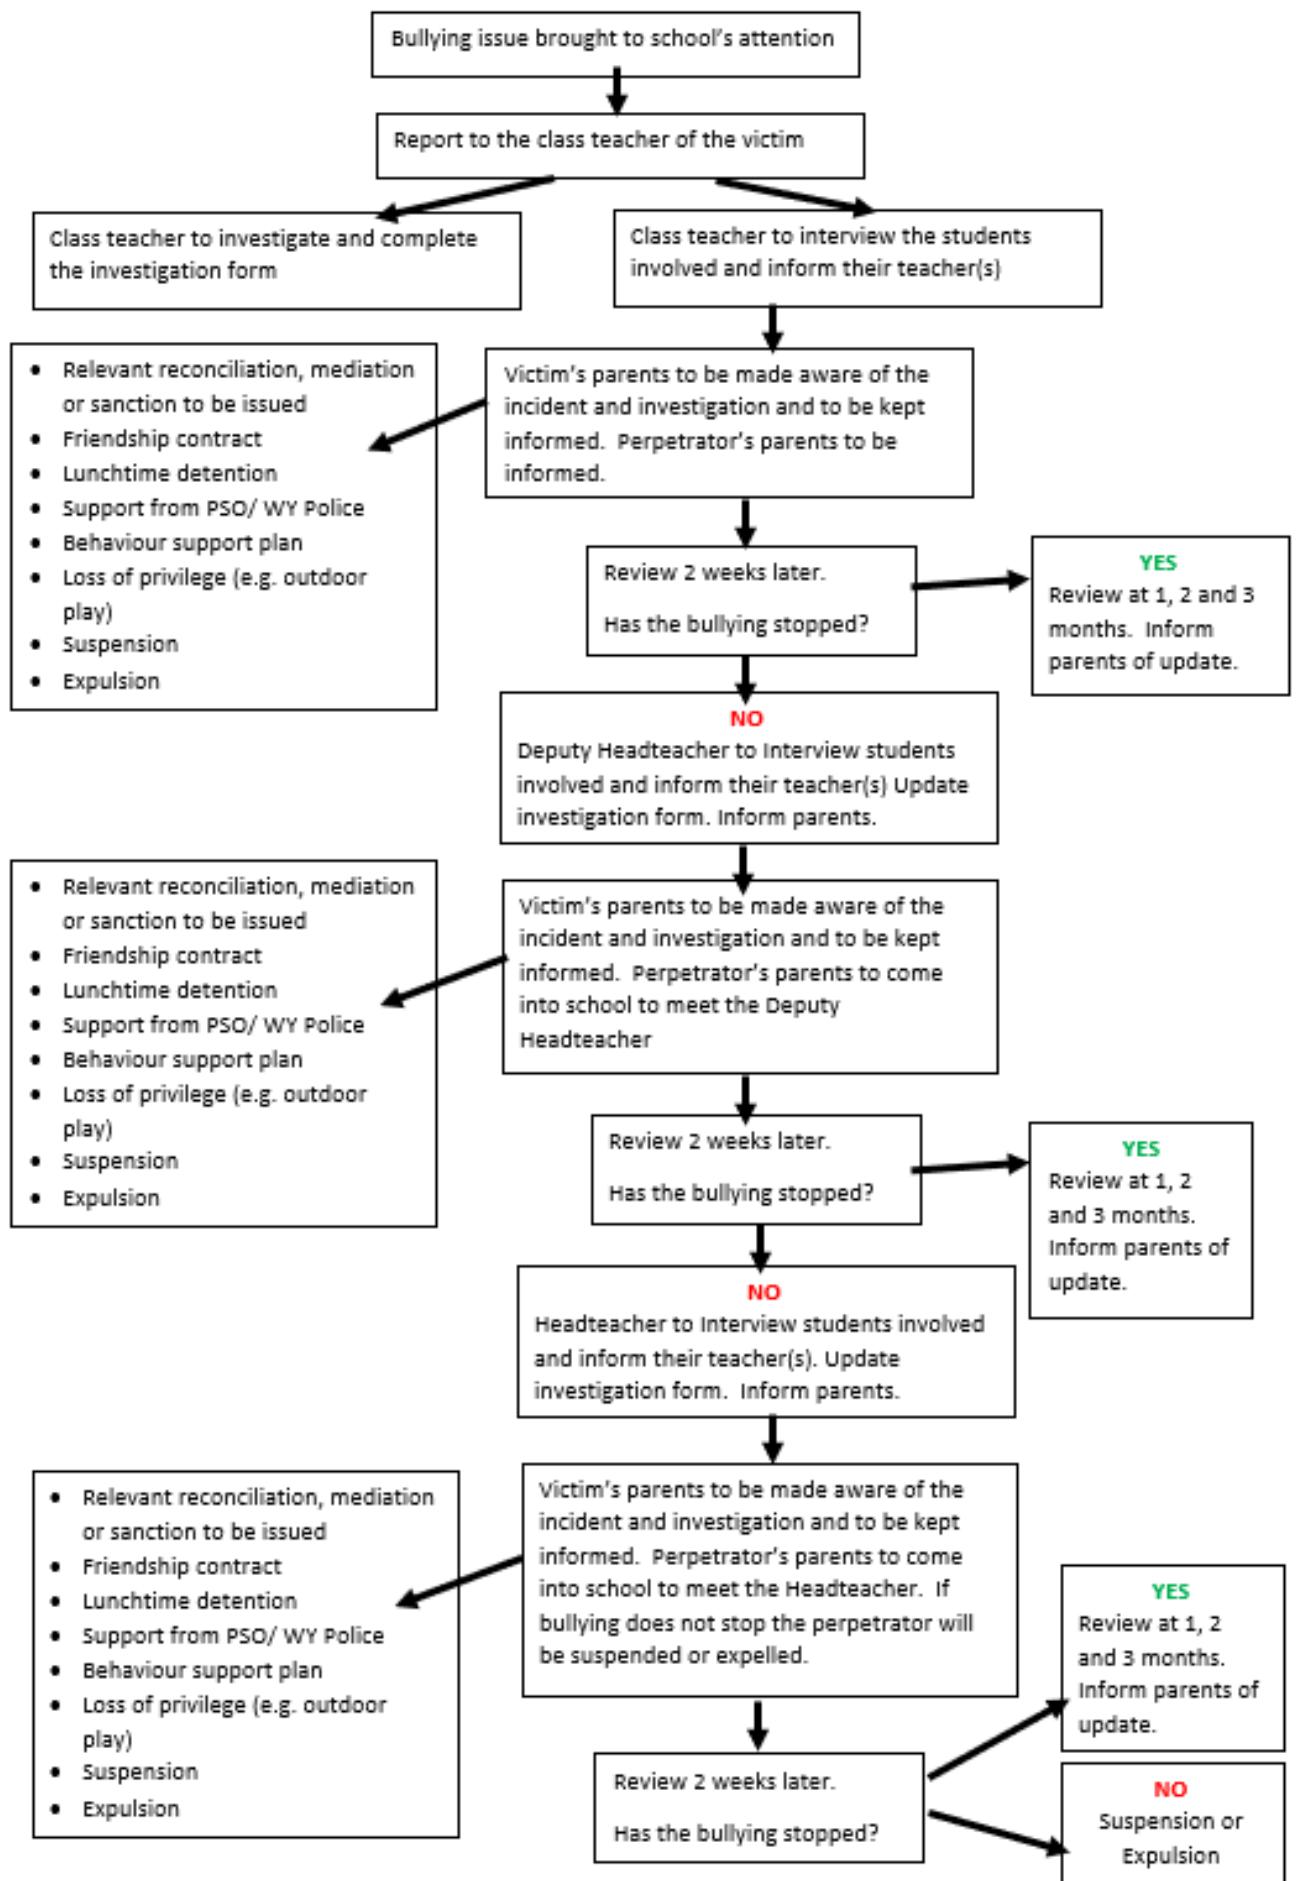 Bullying issue brought to school's attention
Report to the class teacher of the victim
Class teacher to investigate and complete
the investigation form
Class teacher to interview the students
involved and inform their teacher(s)
• Relevant reconciliation, mediation
or sanction to be issued
• Friendship contract
• Lunchtime detention
• Support from PSO/ WY Police
• Behaviour support plan
• Loss of privilege (e.g. outdoor
play)
• Suspension
• Expulsion
Victim's parents to be made aware of the
incident and investigation and to be kept
informed.  Perpetrator's parents to be
informed.
Review 2 weeks later.
Has the bullying stopped?
YES
Review at 1, 2 and 3
months.  Inform
parents of update.
NO
Deputy Headteacher to Interview students
involved and inform their teacher(s) Update
investigation form. Inform parents.
• Relevant reconciliation, mediation
or sanction to be issued
• Friendship contract
• Lunchtime detention
• Support from PSO/ WY Police
• Behaviour support plan
• Loss of privilege (e.g. outdoor
play)
• Suspension
• Expulsion
Victim's parents to be made aware of the
incident and investigation and to be kept
informed.  Perpetrator's parents to come
into school to meet the Deputy
Headteacher
Review 2 weeks later.
Has the bullying stopped?
YES
Review at 1, 2
and 3 months.
Inform parents of
update.
NO
Headteacher to Interview students involved
and inform their teacher(s). Update
investigation form.  Inform parents.
• Relevant reconciliation, mediation
or sanction to be issued
• Friendship contract
• Lunchtime detention
• Support from PSO/ WY Police
• Behaviour support plan
• Loss of privilege (e.g. outdoor
play)
• Suspension
• Expulsion
Victim's parents to be made aware of the
incident and investigation and to be kept
informed.  Perpetrator's parents to come
into school to meet the Headteacher.  If
bullying does not stop the perpetrator will
be suspended or expelled.
Review 2 weeks later.
Has the bullying stopped?
YES
Review at 1, 2
and 3 months.
Inform parents of
update.
NO
Suspension or
Expulsion